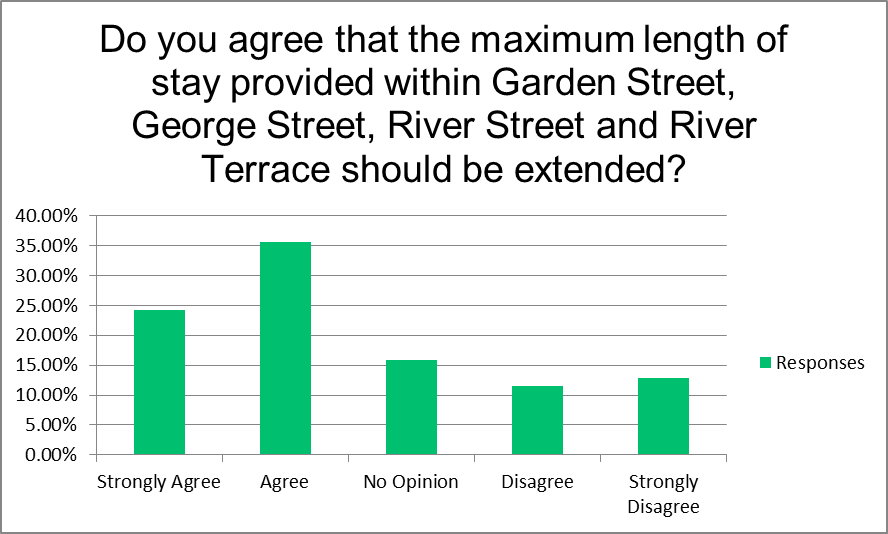 Do you agree that the maximum length of
stay provided within Garden Street,
George Street, River Street and River
Terrace should be extended?
40.00%
35.00%
30.00%
25.00%
20.00%
15.00%
10.00%
5.00%
0.00%
Strongly Agree
Agree
No Opinion
Disagree
Strongly
Disagree
Responses